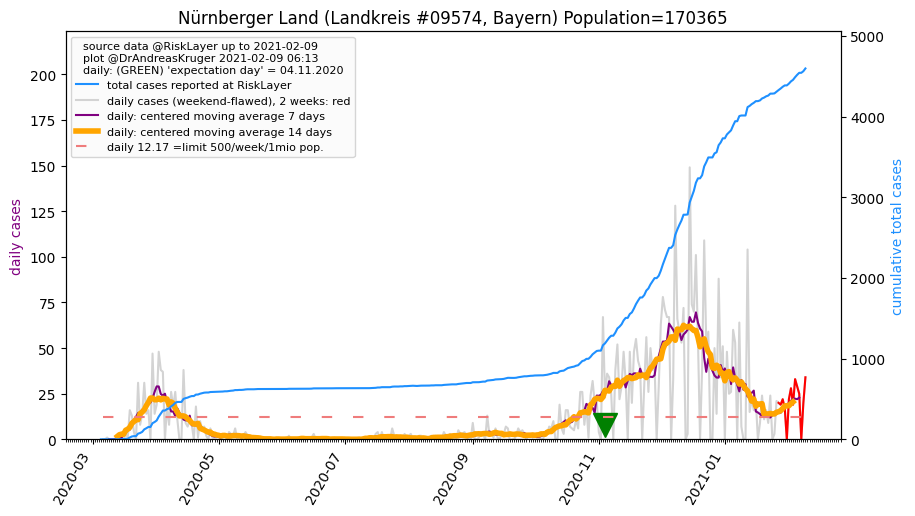 Nürnberger Land (Landkreis #09574, Bayern) Population=170365
source data @RiskLayer up to 2021-02-09
plot @DrAndreasKruger 2021-02-09 06:13
daily: (GREEN) 'expectation day' = 04.11.2020
total cases reported at RiskLayer
daily cases (weekend-flawed), 2 weeks: red
daily: centered moving average 7 days
daily: centered moving average 14 days
daily 12.17 =limit 500/week/1mio pop.
daily cases
200
175
150
125
100
75
50
25
0
5000
4000
3000
2000
1000
0
cumulative total cases
2020-03
2020-05
2020-07
2020-09
2020-11
2021-01